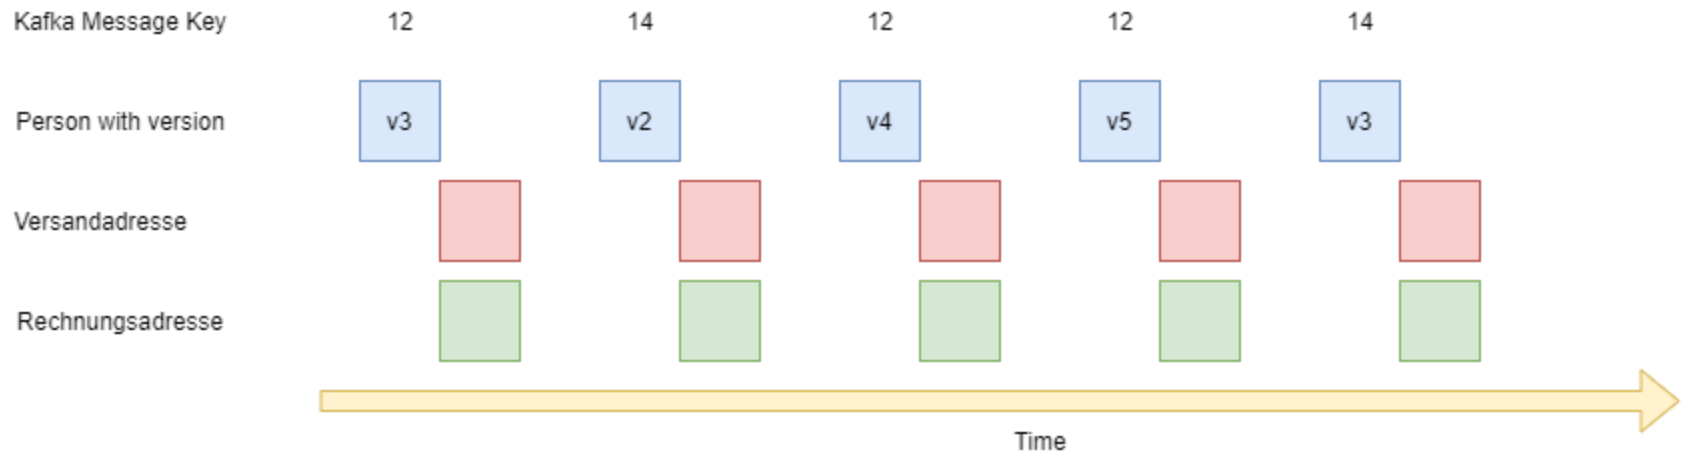 Kafka Message Key 12 14 12 12 14
Person with version v3 v2 v4 v5 v3
Versandadresse
Rechnungsadresse
Time